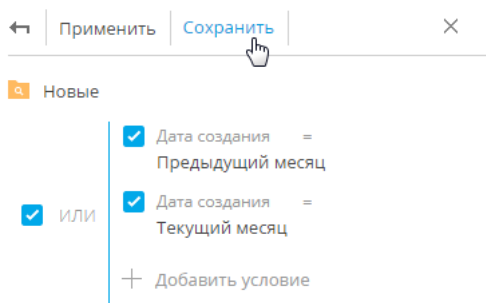 Применить Сохранить
Новые
Дата создания =
Предыдущий месяц
Дата создания =
ИЛИ
Текущий месяц
Добавить условие